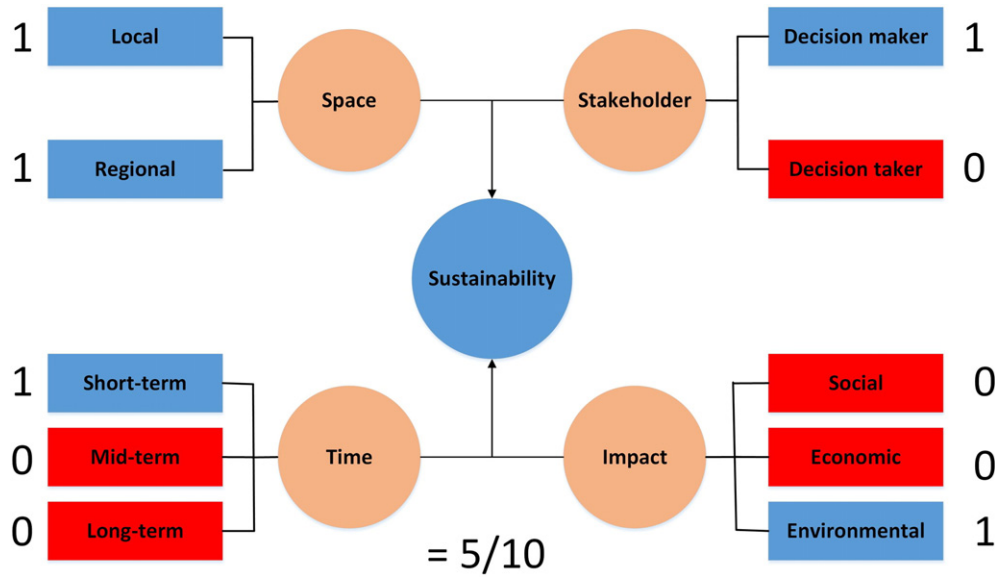 1 Local
Space
Stakeholder
Decision maker 1
1 Regional
Decision taker 0
Sustainability
1 Short-term
Social 0
0 Mid-term
Time
Impact
Economic 0
0 Long-term
Environmental 1
= 5/10